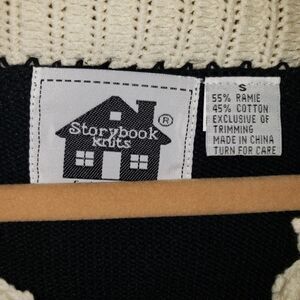 Storybook
knits
®
S
55% RAMIE
45% COTTON
EXCLUSIVE OF
TRIMMING
MADE IN CHINA
TURN FOR CARE